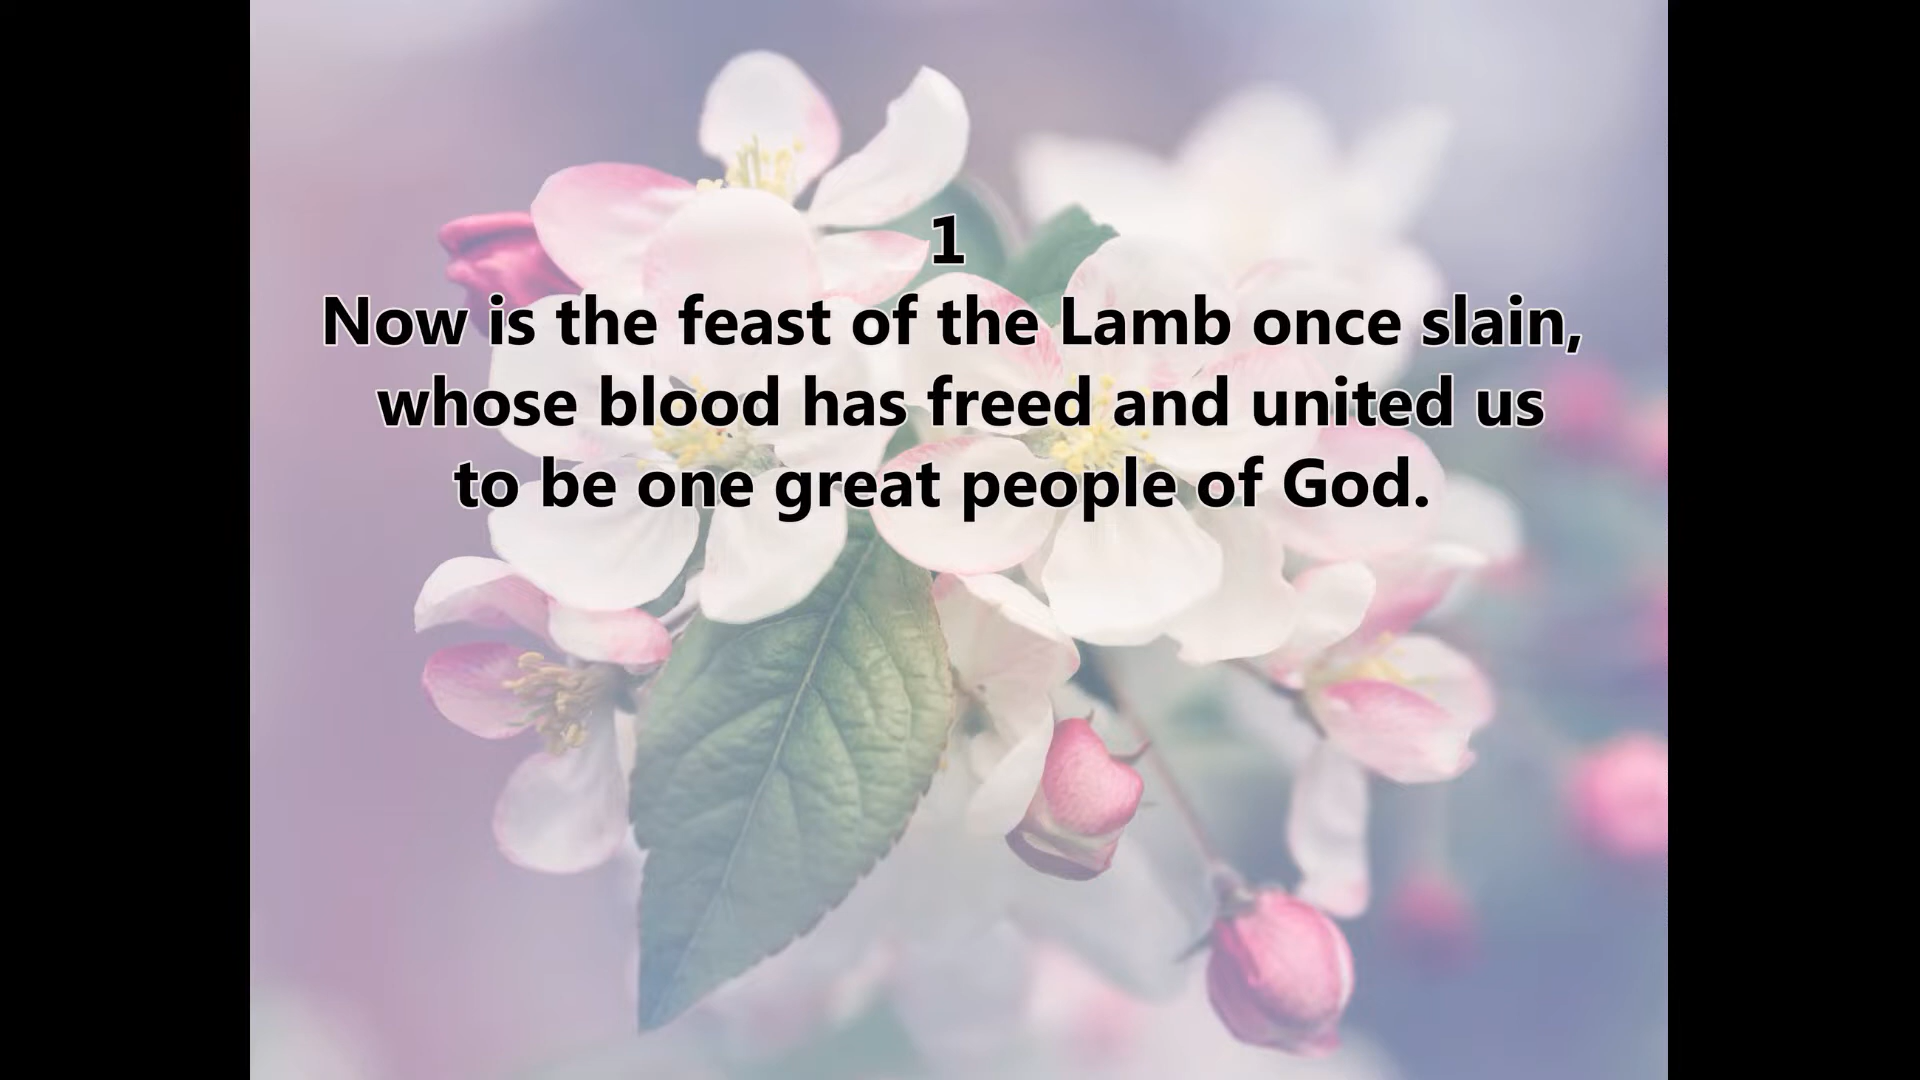 1
Now is the feast of the Lamb once slain,
whose blood has freed and united us
to be one great people of God.